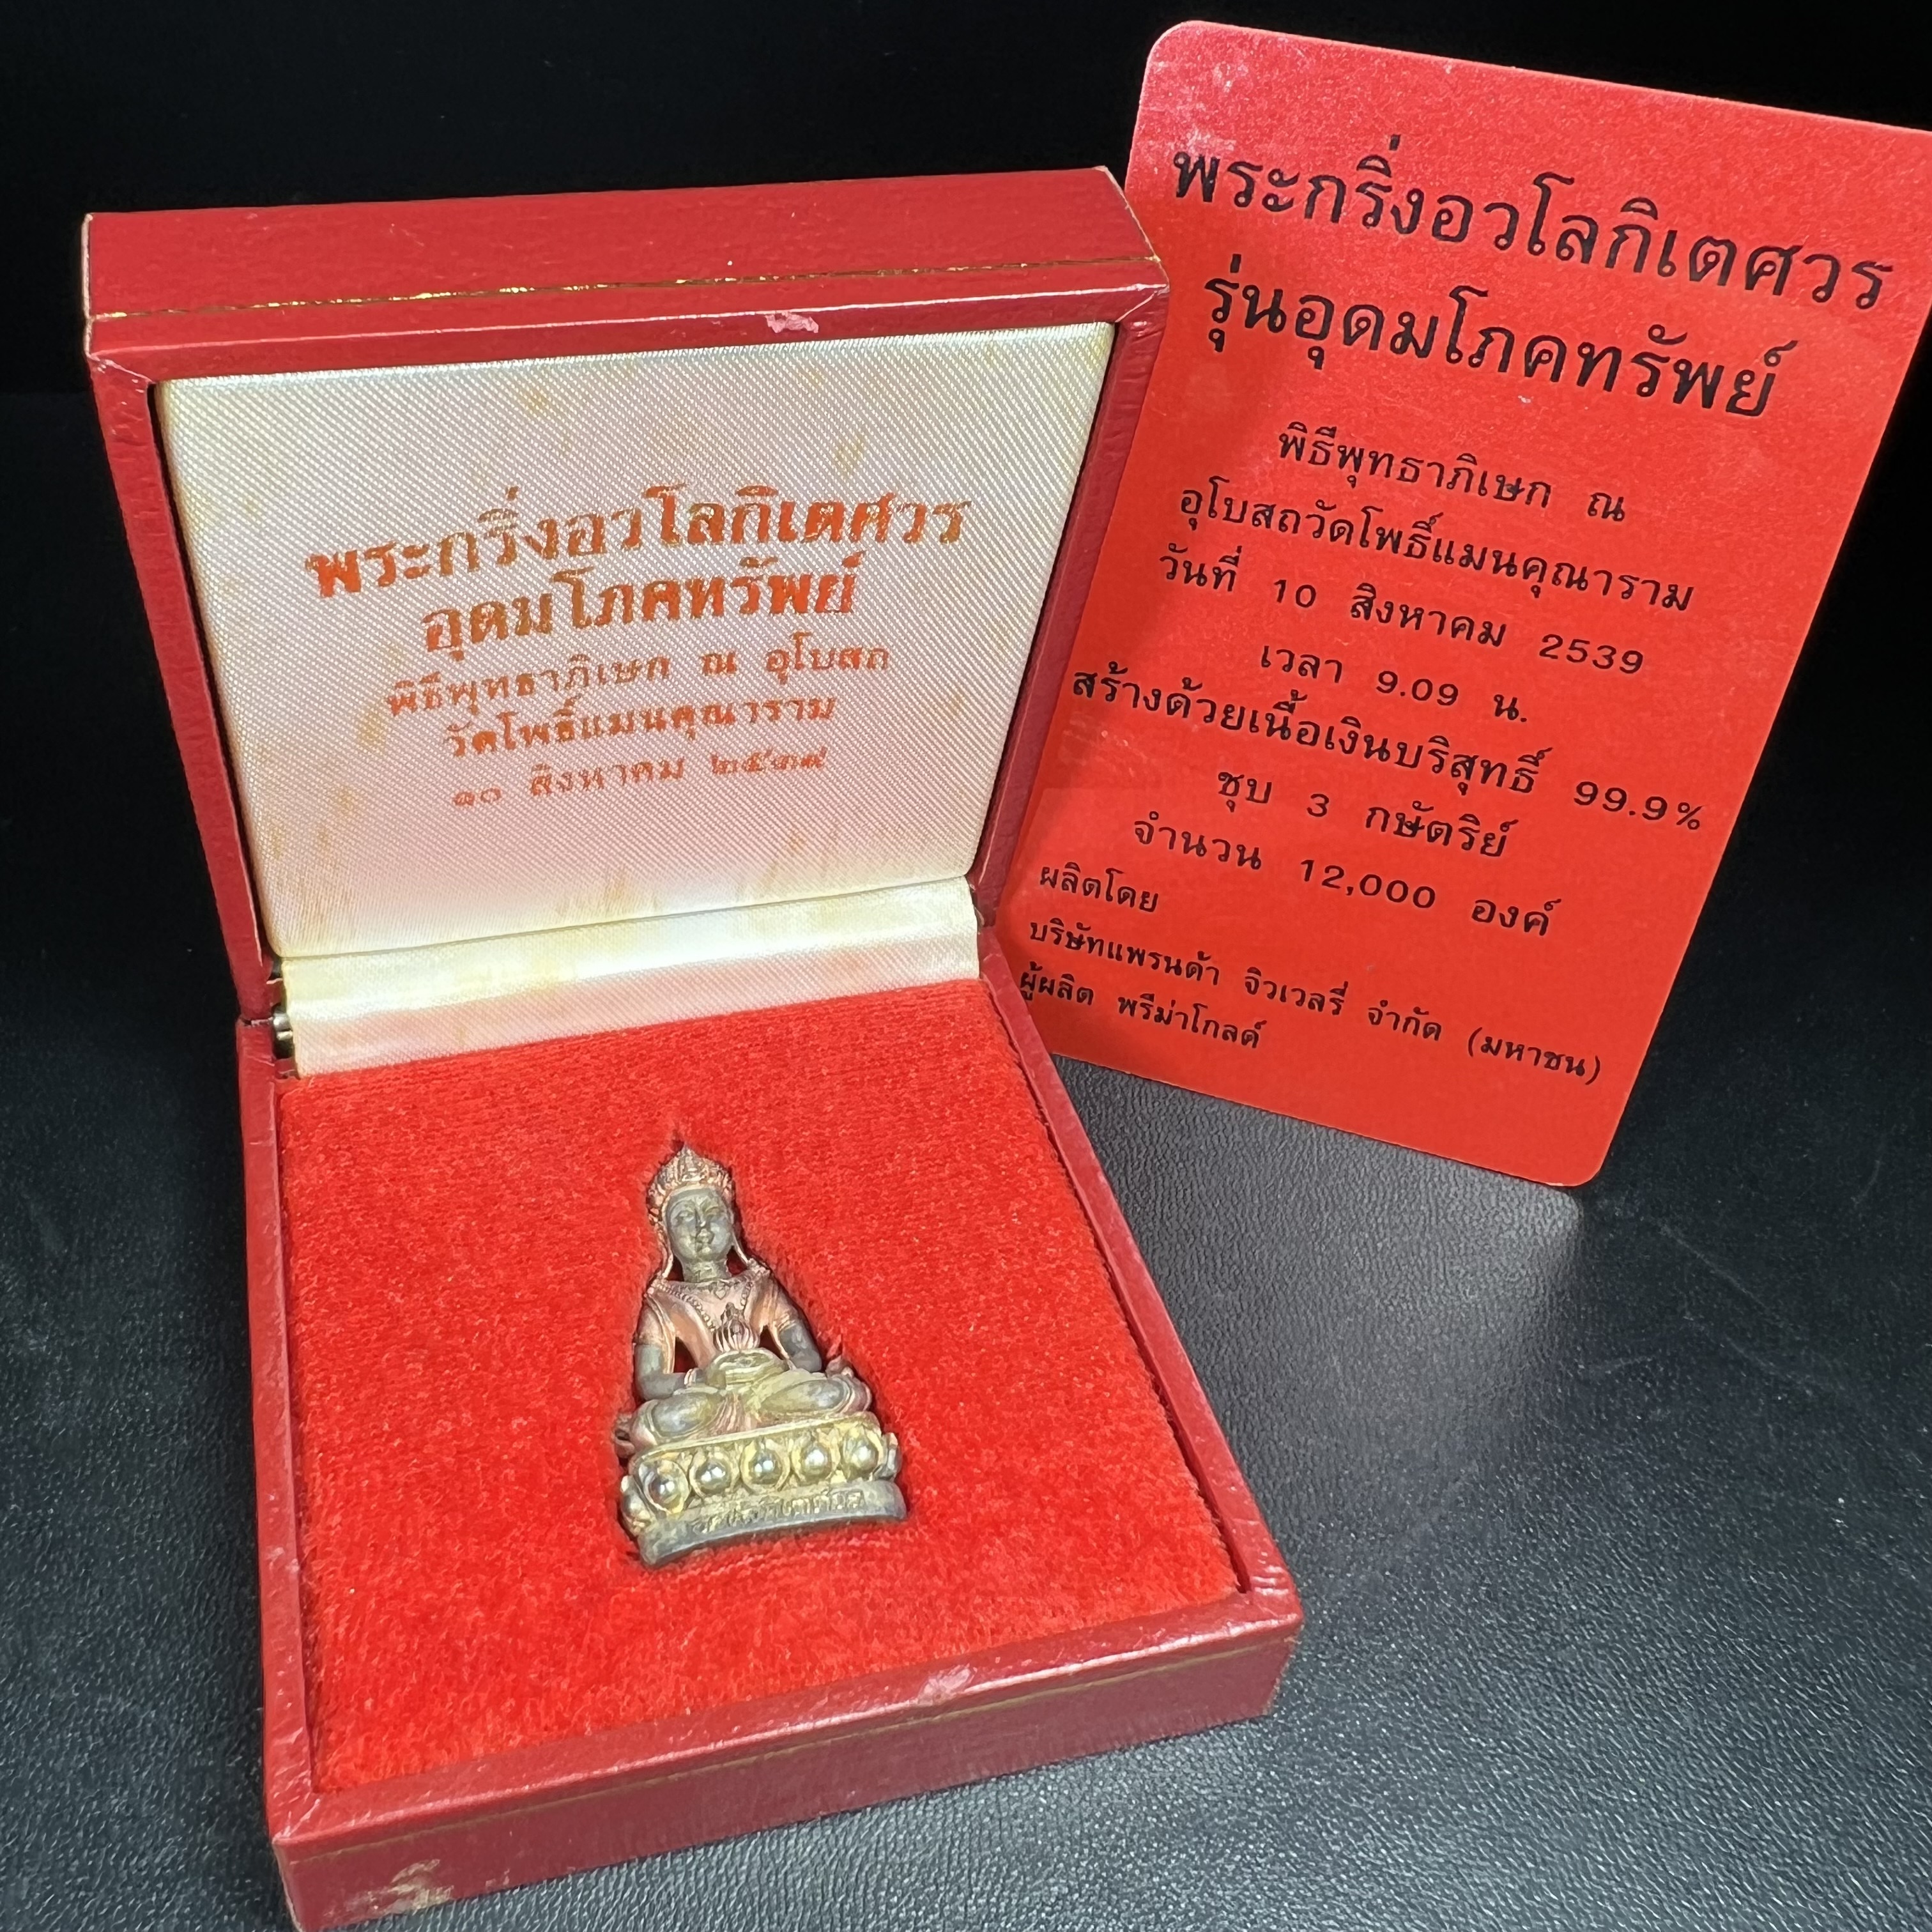 พระกริ่งอวโลกิเตศวร
อุดมโภคทรัพย์
พิธีพุทธาภิเษก ณ อุโบสถ
วัดโพธิ์แมนคุณาราม
๑๐ สิงหาคม ๒๕๓๙
พระกริ่งอวโลกิเตศวร
รุ่นอุดมโภคทรัพย์
พิธีพุทธาภิเษก ณ
อุโบสถวัดโพธิ์แมนคุณาราม
วันที่ 10 สิงหาคม 2539
เวลา 9.09 น.
สร้างด้วยเนื้อเงินบริสุทธิ์ 99.9%
ชุบ 3 กษัตริย์
จำนวน 12,000 องค์
ผลิตโดย
บริษัทแพรนด้า จิวเวลรี่ จำกัด (มหาชน)
ผู้ผลิต พรีม่าโกลด์
อวโลกิเตศวร